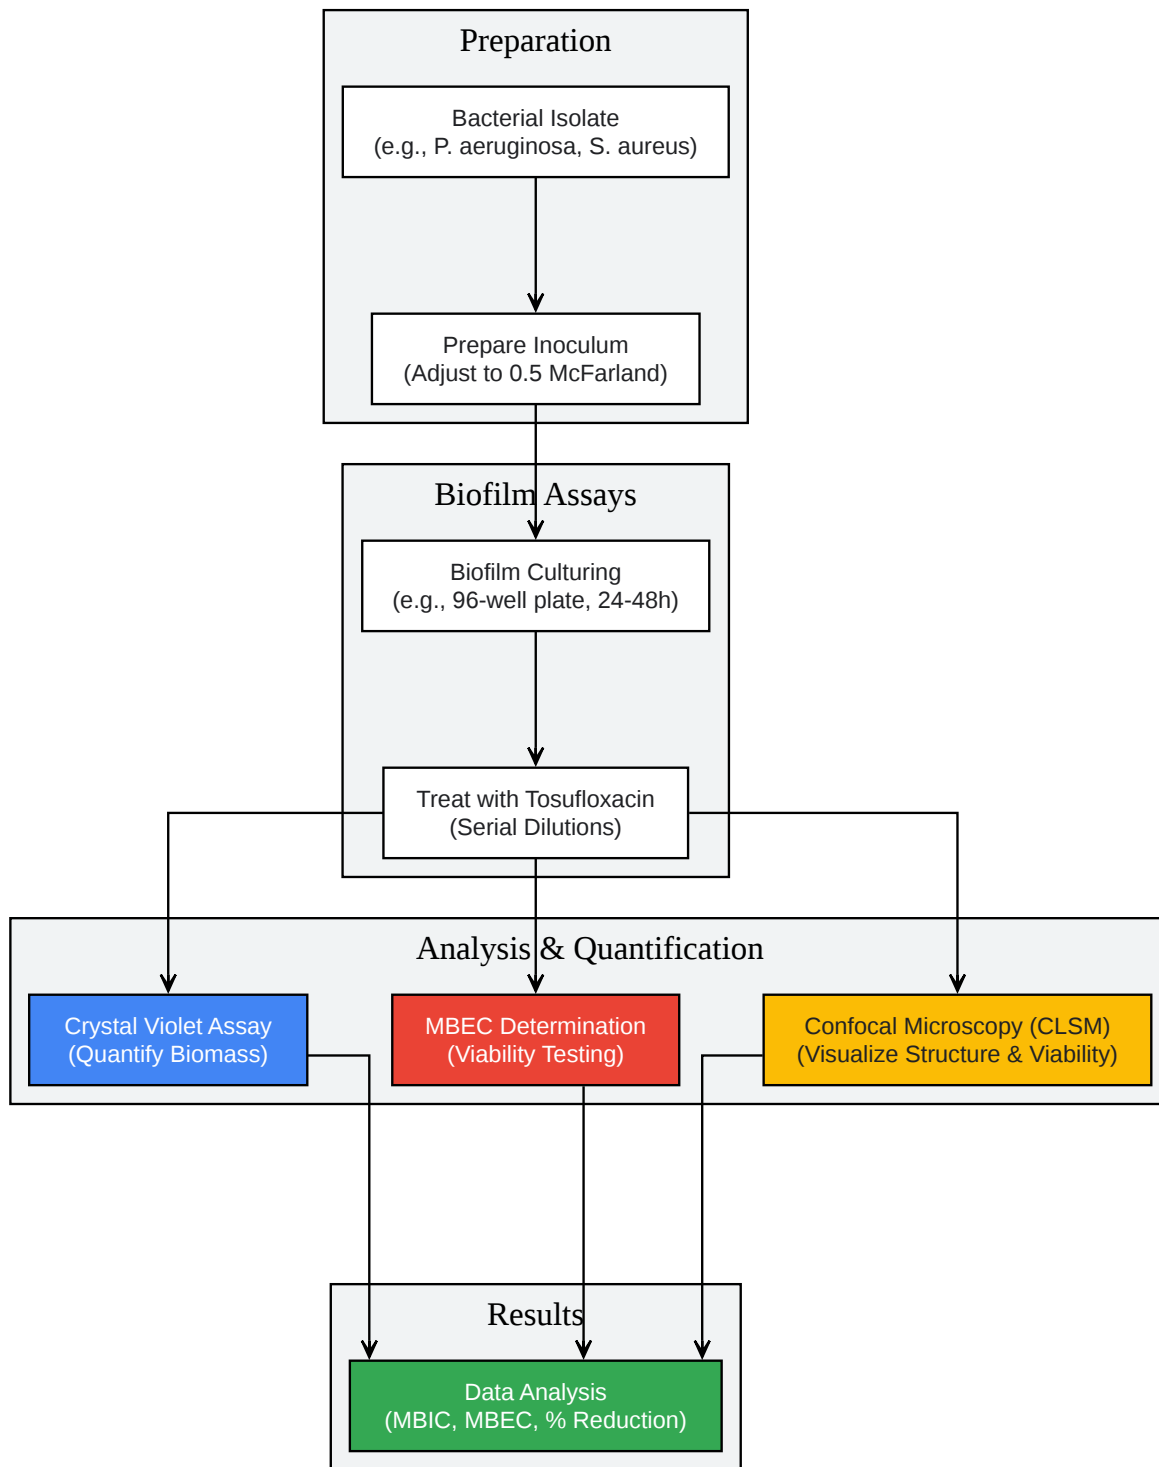 Preparation
Bacterial Isolate
(e.g., P. aeruginosa, S. aureus)
Prepare Inoculum
(Adjust to 0.5 McFarland)
Biofilm Assays
Biofilm Culturing
(e.g., 96-well plate, 24-48h)
Treat with Tosufloxacin
(Serial Dilutions)
Analysis & Quantification
Crystal Violet Assay
(Quantify Biomass)
MBEC Determination
(Viability Testing)
Confocal Microscopy (CLSM)
(Visualize Structure & Viability)
Results
Data Analysis
(MBIC, MBEC, % Reduction)